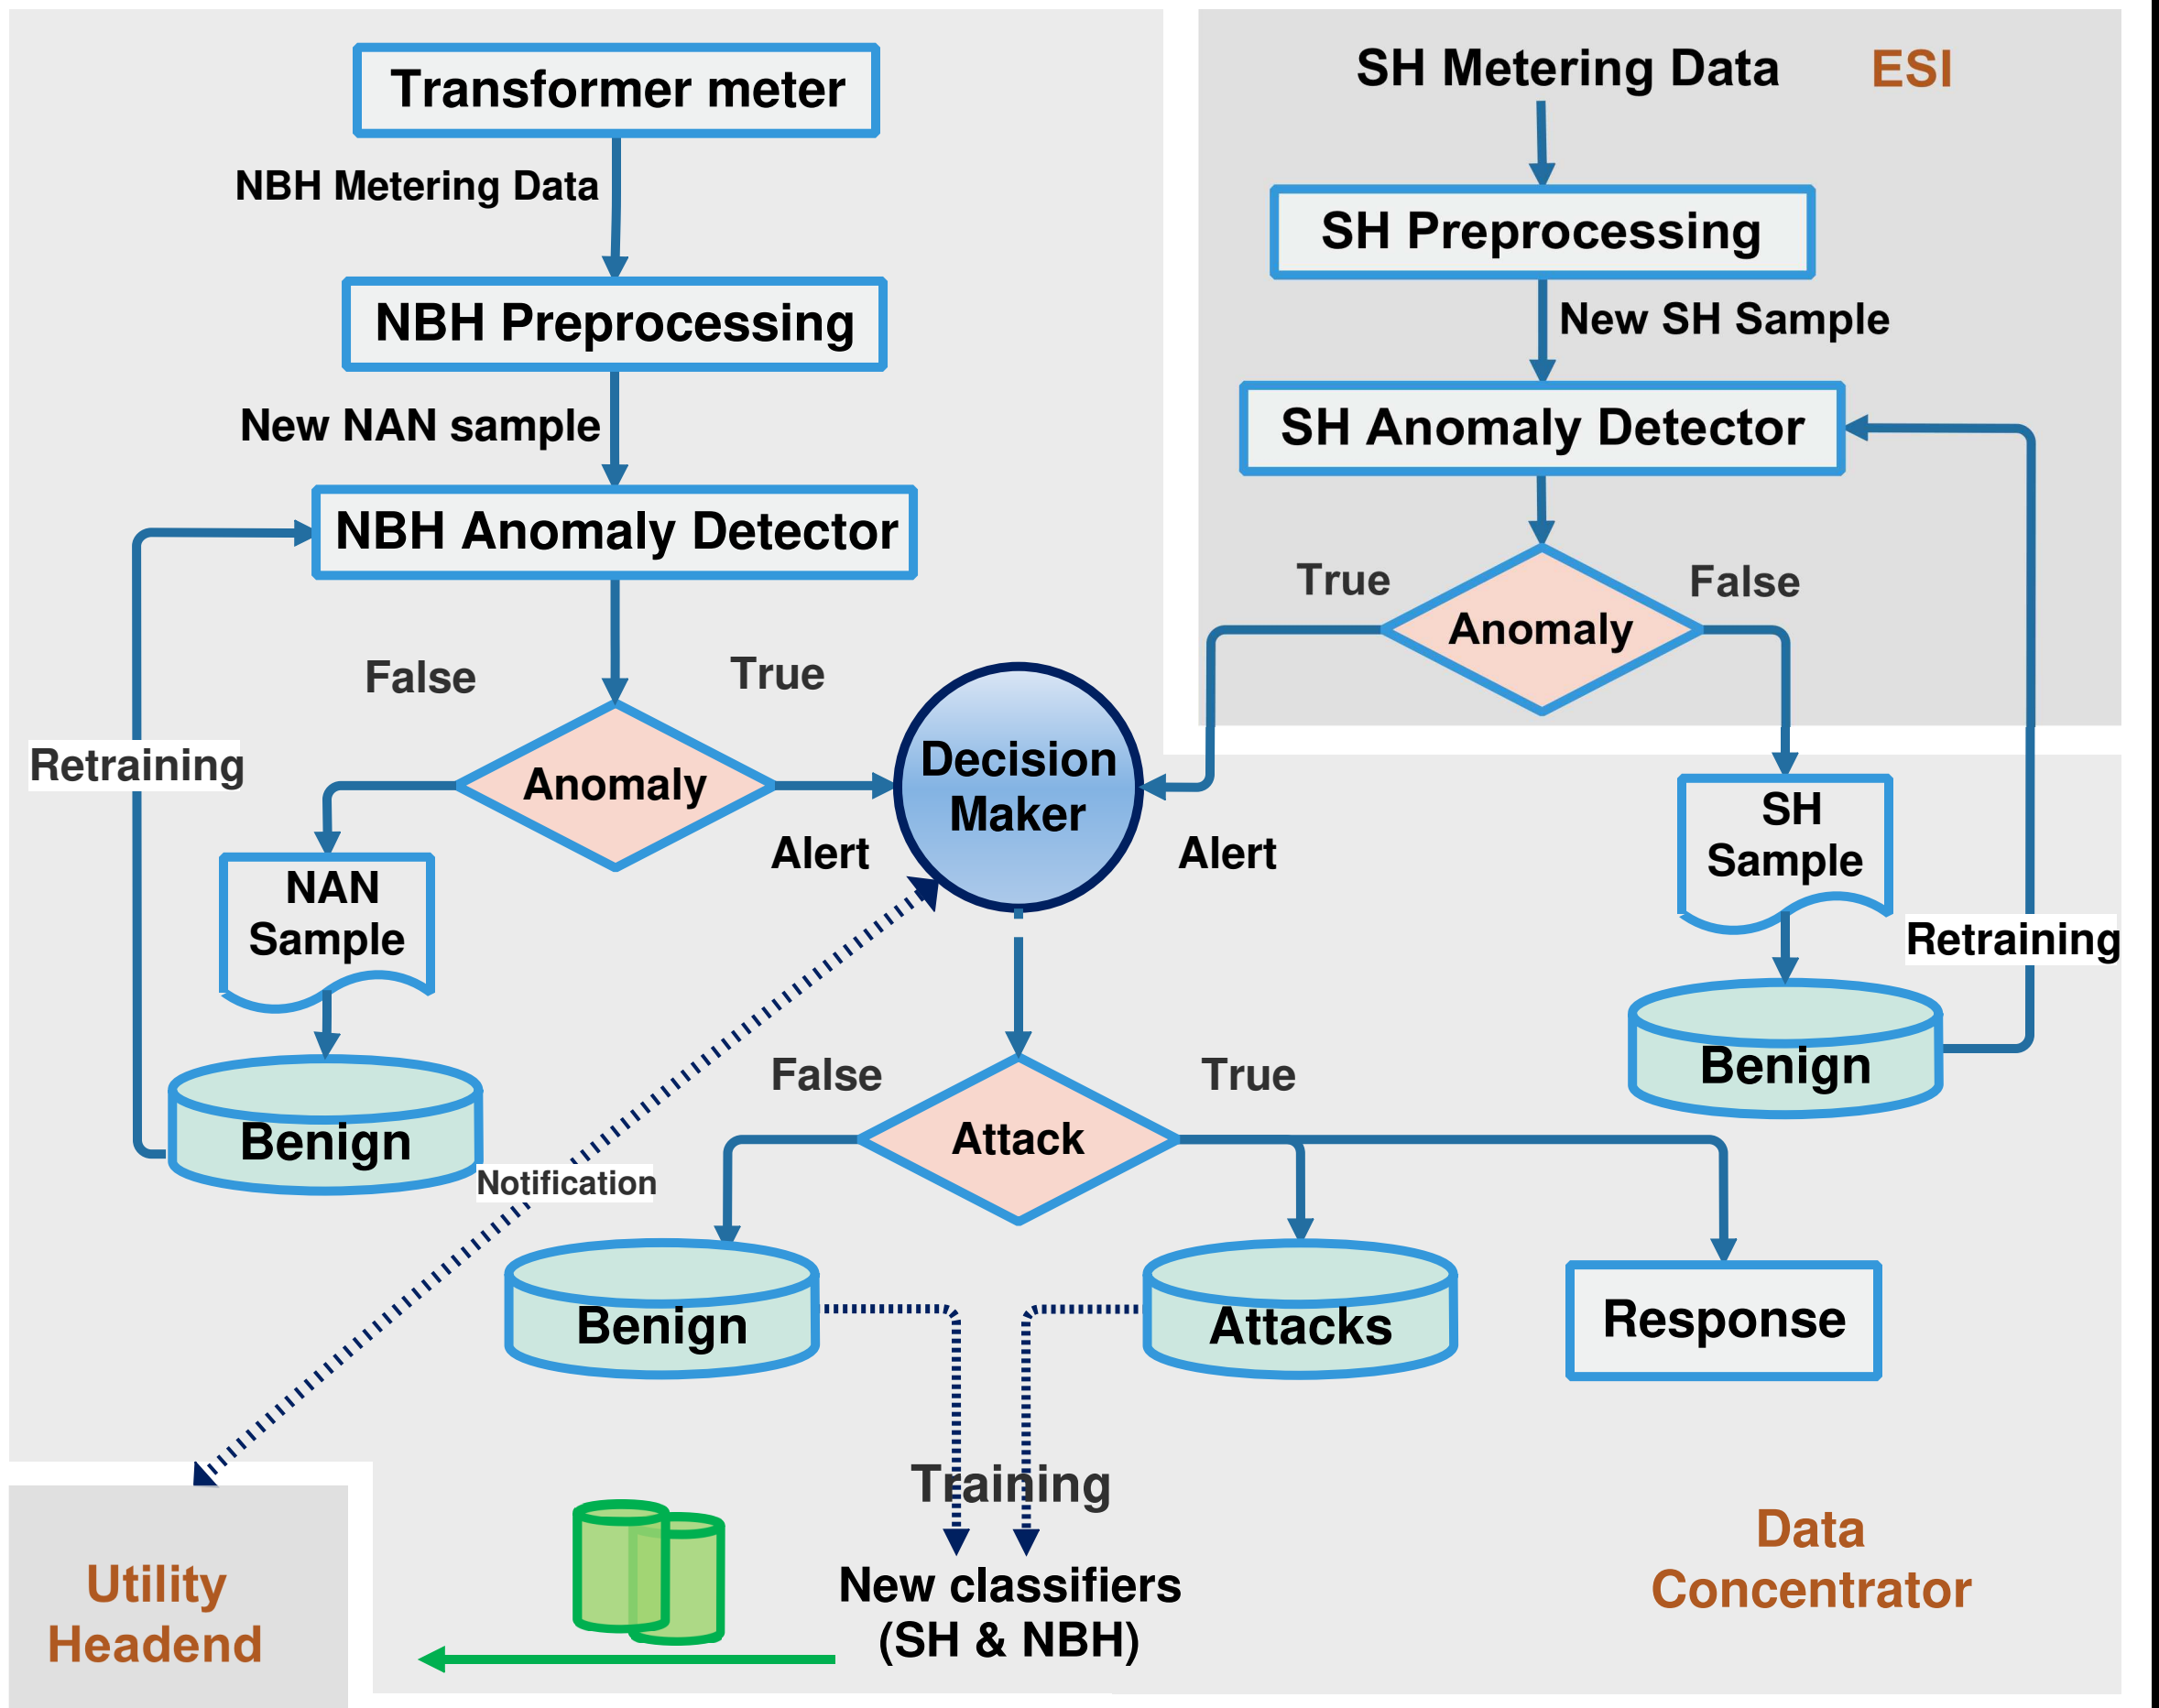 Transformer meter
NBH Metering Data
NBH Preprocessing
New NAN sample
NBH Anomaly Detector
False
True
Retraining
Anomaly
Alert
NAN
Sample
Benign
SH Metering Data
ESI
SH Preprocessing
New SH Sample
SH Anomaly Detector
True
False
Anomaly
Decision
Maker
Alert
SH
Sample
Retraining
Benign
Notification
False
True
Attack
Benign
Attacks
Response
Training
New classifiers
(SH & NBH)
Utility
Headend
Data
Concentrator